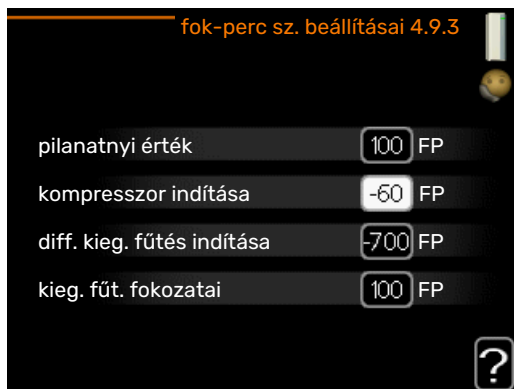 fok-perc sz. beállításai 4.9.3
pilanatnyi érték 100 FP
kompresszor indítása -60 FP
diff. kieg. fűtés indítása -700 FP
kieg. fűt. fokozatai 100 FP
?